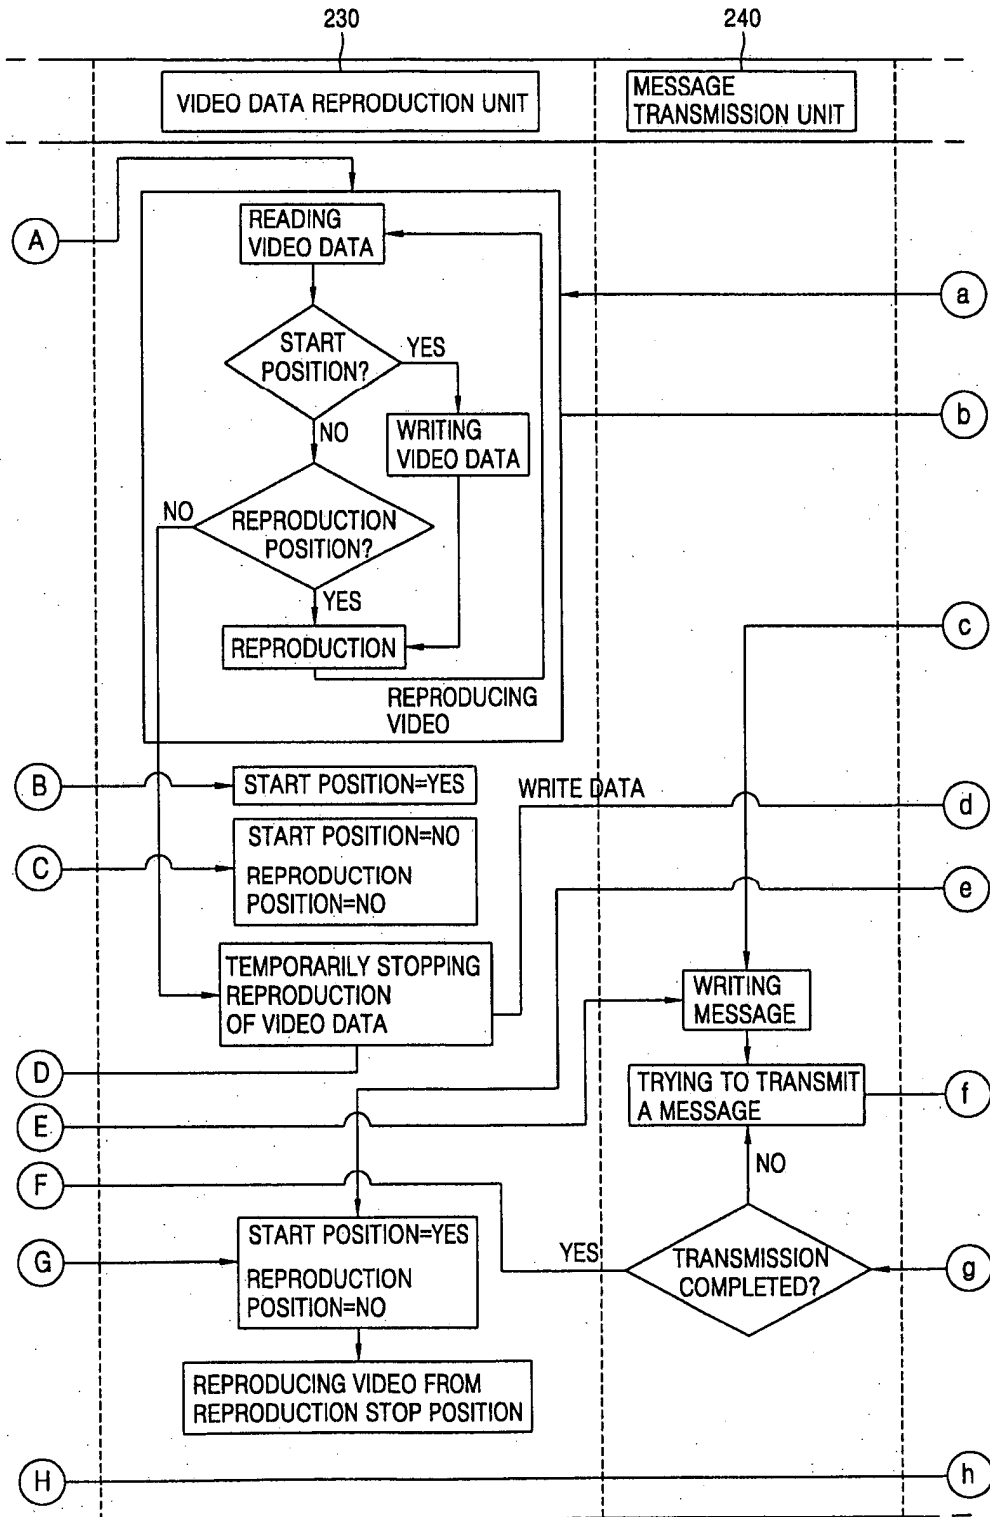 230
240
VIDEO DATA REPRODUCTION UNIT
MESSAGE
TRANSMISSION UNIT
A
READING
VIDEO DATA
a
START
POSITION?
YES
b
NO
WRITING
VIDEO DATA
NO
REPRODUCTION
POSITION?
YES
c
REPRODUCTION
REPRODUCING
VIDEO
B
START POSITION=YES
WRITE DATA
d
C
START POSITION=NO
REPRODUCTION
POSITION=NO
e
TEMPORARILY STOPPING
REPRODUCTION
OF VIDEO DATA
WRITING
MESSAGE
D
TRYING TO TRANSMIT
A MESSAGE
f
E
NO
F
START POSITION=YES
REPRODUCTION
POSITION=NO
G
YES
TRANSMISSION
COMPLETED?
g
REPRODUCING VIDEO FROM
REPRODUCTION STOP POSITION
H
h